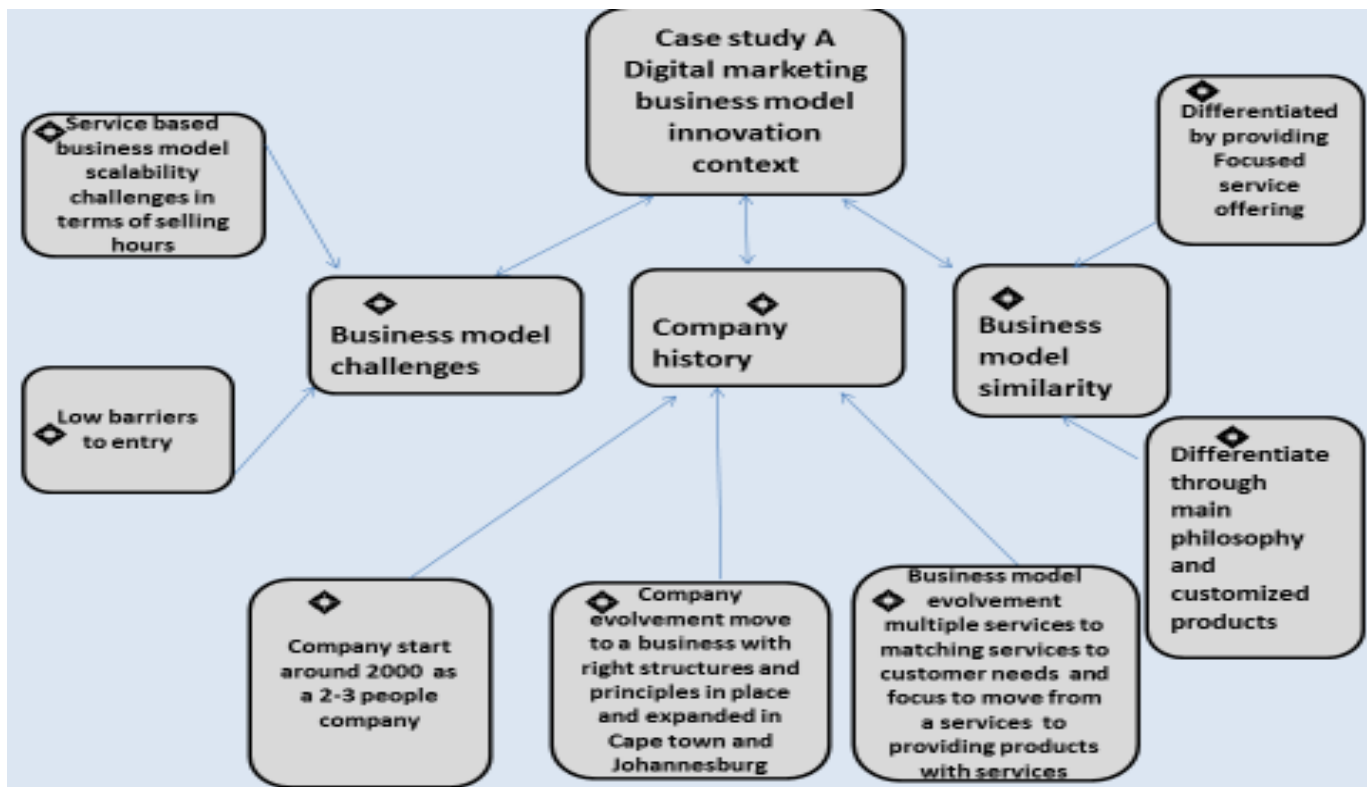 Case study A
Digital marketing
business model
innovation
context
Service based
business model
scalability
challenges in
terms of selling
hours
Differentiated
by providing
Focused
service
offering
Business model
challenges
Company
history
Business
model
similarity
Low barriers
to entry
Differentiate
through
main
philosophy
and
customized
products
Company start
around 2000 as
a 2-3 people
company
Company
evolvement move
to a business with
right structures and
principles in place
and expanded in
Cape town and
Johannesburg
Business model
evolvement
multiple services to
matching services to
customer needs and
focus to move from
a services to
providing products
with services